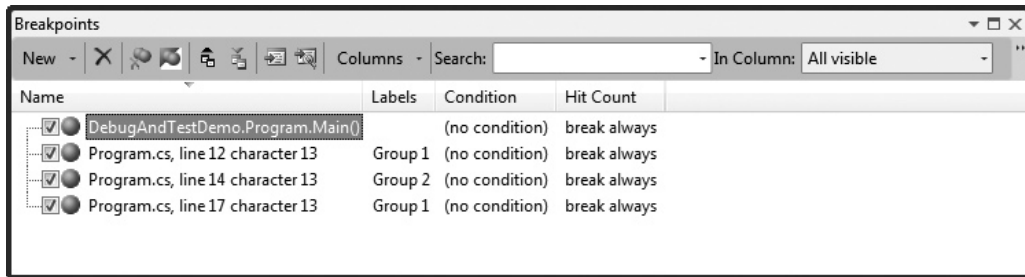 Breakpoints
New Columns Search: In Column: All visible
Name Labels Condition Hit Count
DebugAndTestDemo.Program.Main() (no condition) break always
Program.cs, line 12 character 13 Group 1 (no condition) break always
Program.cs, line 14 character 13 Group 2 (no condition) break always
Program.cs, line 17 character 13 Group 1 (no condition) break always